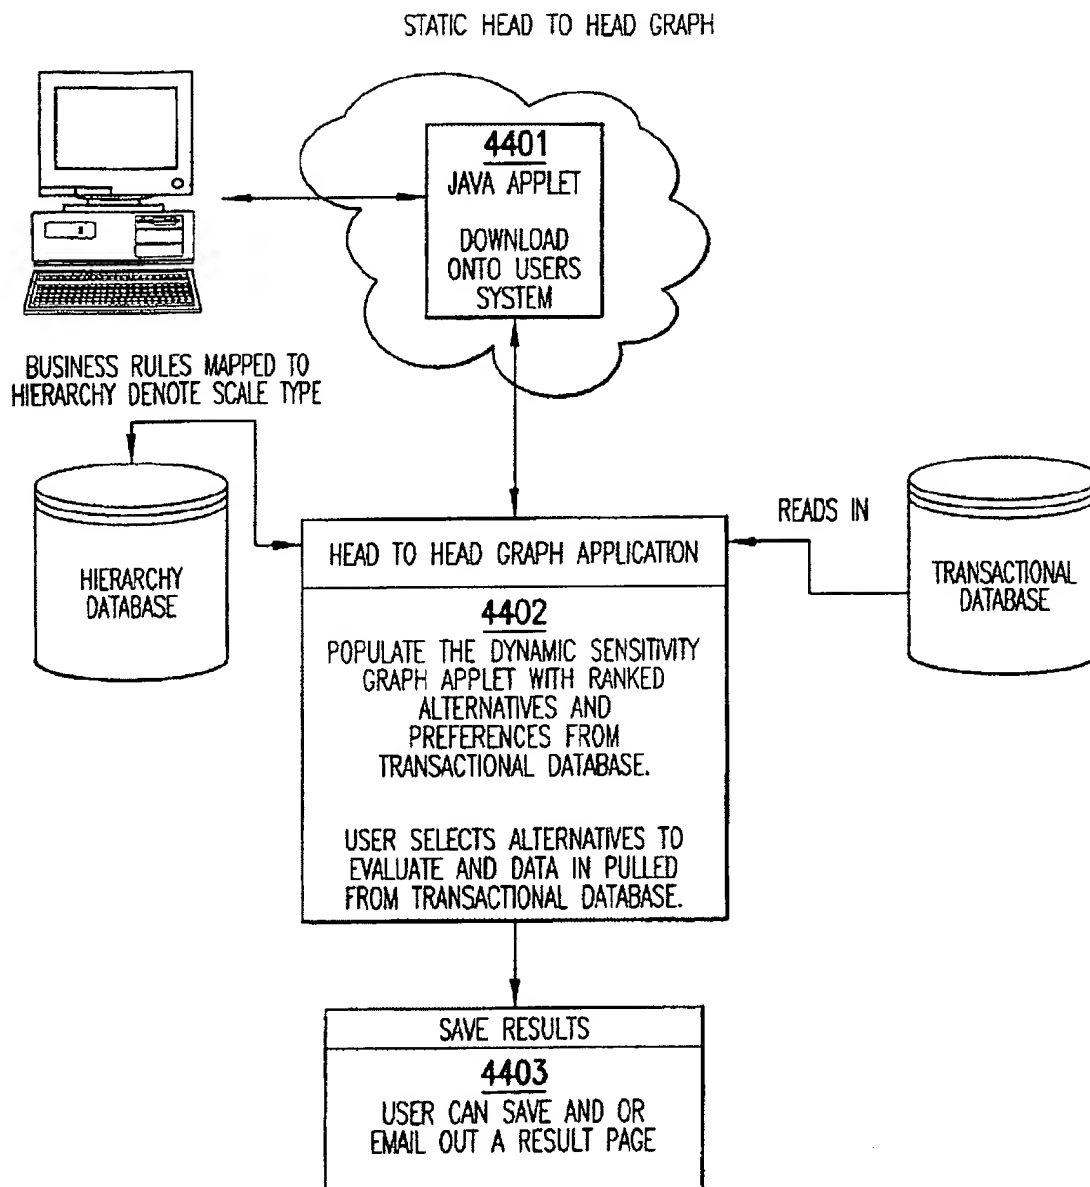 STATIC HEAD TO HEAD GRAPH
4401
JAVA APPLET
DOWNLOAD
ONTO USERS
SYSTEM
BUSINESS RULES MAPPED TO
HIERARCHY DENOTE SCALE TYPE
HIERARCHY
DATABASE
READS IN
TRANSACTIONAL
DATABASE
HEAD TO HEAD GRAPH APPLICATION
4402
POPULATE THE DYNAMIC SENSITIVITY
GRAPH APPLET WITH RANKED
ALTERNATIVES AND
PREFERENCES FROM
TRANSACTIONAL DATABASE.
USER SELECTS ALTERNATIVES TO
EVALUATE AND DATA IN PULLED
FROM TRANSACTIONAL DATABASE.
SAVE RESULTS
4403
USER CAN SAVE AND OR
EMAIL OUT A RESULT PAGE